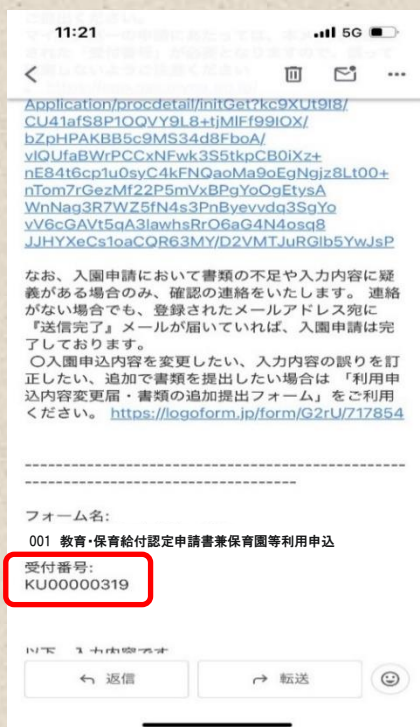 11:21
5G
Application/procdetail/initGet?kc9XUt9I8/
CU41afS8P1OQVY9L8+tjMIFf99IOX/
bZpHPAKBB5c9MS34d8FboA/
vIQUfaBWrPCCxNFwk3S5tkpCB0iXz+
nE84t6cp1u0syC4kFNQaoMa9oEgNgjz8Lt00+
nTom7rGezMf22P5mVxBPgYoOgEtysA
WnNag3R7WZ5fN4s3PnByevvdq3SgYo
vV6cGAVt5qA3IawhsRrO6aG4N4osq8
JJHYXeCs1oaCQR63MY/D2VMTJuRGlb5YwJsP
なお、入園申請において書類の不足や入力内容に疑
義がある場合のみ、確認の連絡をいたします。 連絡
がない場合でも、登録されたメールアドレス宛に
『送信完了』メールが届いていれば、入園申請は完
了しております。
〇入園申込内容を変更したい、入力内容の誤りを訂
正したい、追加で書類を提出したい場合は 「利用申
込内容変更届・書類の追加提出フォーム」をご利用
ください。 https://logoform.jp/form/G2rU/717854
--------------------------------------------------
-----------------------------------
フォーム名:
001 教育・保育給付認定申請書兼保育園等利用申込
受付番号:
KU00000319
以下、入力内容です
返信
転送